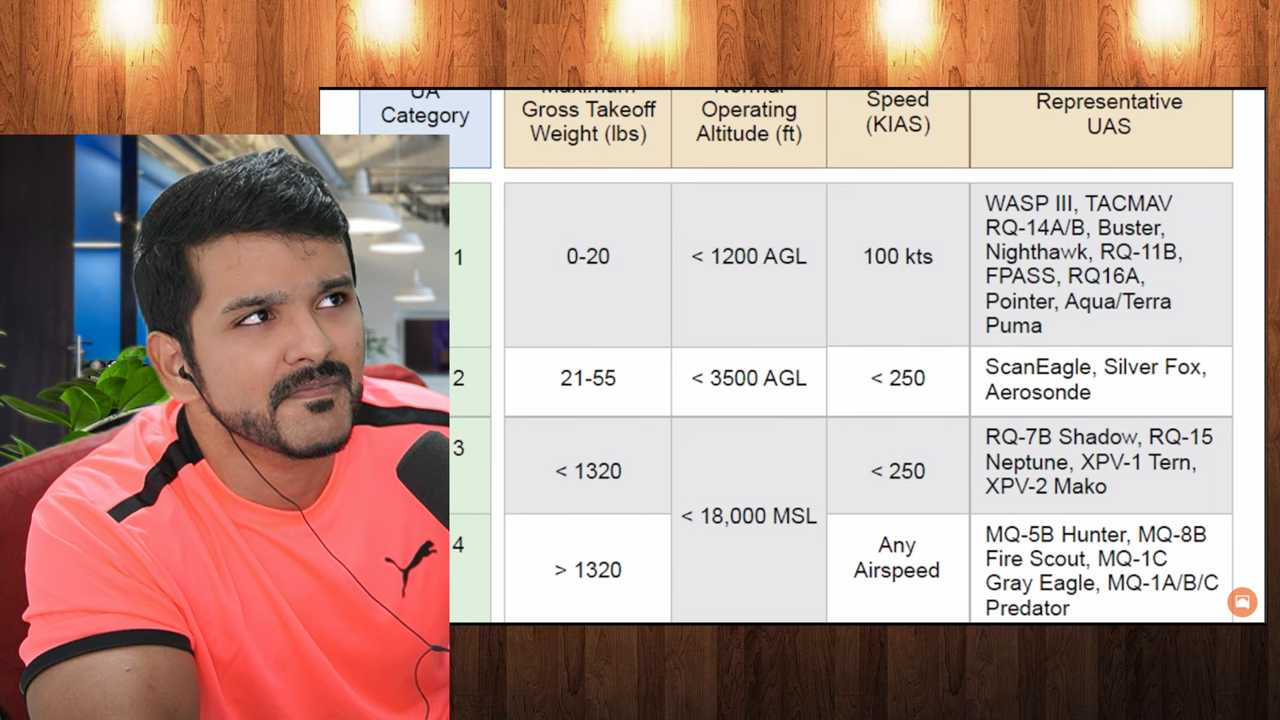 UA
Category
Maximum
Gross Takeoff
Weight (lbs)
Normal
Operating
Altitude (ft)
Speed
(KIAS)
Representative
UAS
1
0-20
< 1200 AGL
100 kts
WASP III, TACMAV
RQ-14A/B, Buster,
Nighthawk, RQ-11B,
FPASS, RQ16A,
Pointer, Aqua/Terra
Puma
2
21-55
< 3500 AGL
< 250
ScanEagle, Silver Fox,
Aerosonde
3
< 1320
< 18,000 MSL
< 250
RQ-7B Shadow, RQ-15
Neptune, XPV-1 Tern,
XPV-2 Mako
4
> 1320
Any
Airspeed
MQ-5B Hunter, MQ-8B
Fire Scout, MQ-1C
Gray Eagle, MQ-1A/B/C
Predator